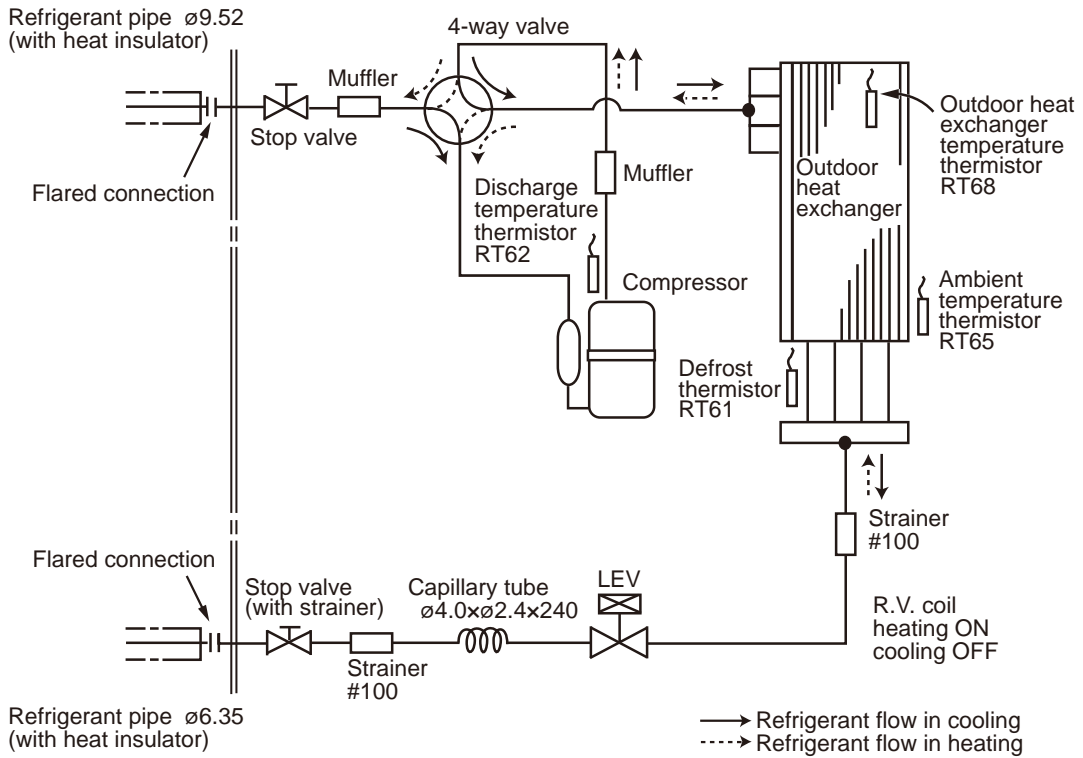 Refrigerant pipe ø9.52
(with heat insulator)
4-way valve
Muffler
Stop valve
Flared connection
Outdoor heat
exchanger
temperature
thermistor
RT68
Outdoor
heat
exchanger
Muffler
Discharge
temperature
thermistor
RT62
Compressor
Ambient
temperature
thermistor
RT65
Defrost
thermistor
RT61
Strainer
#100
Flared connection
Stop valve
(with strainer)
Capillary tube
ø4.0×ø2.4×240
LEV
R.V. coil
heating ON
cooling OFF
Strainer
#100
Refrigerant pipe ø6.35
(with heat insulator)
Refrigerant flow in cooling
Refrigerant flow in heating